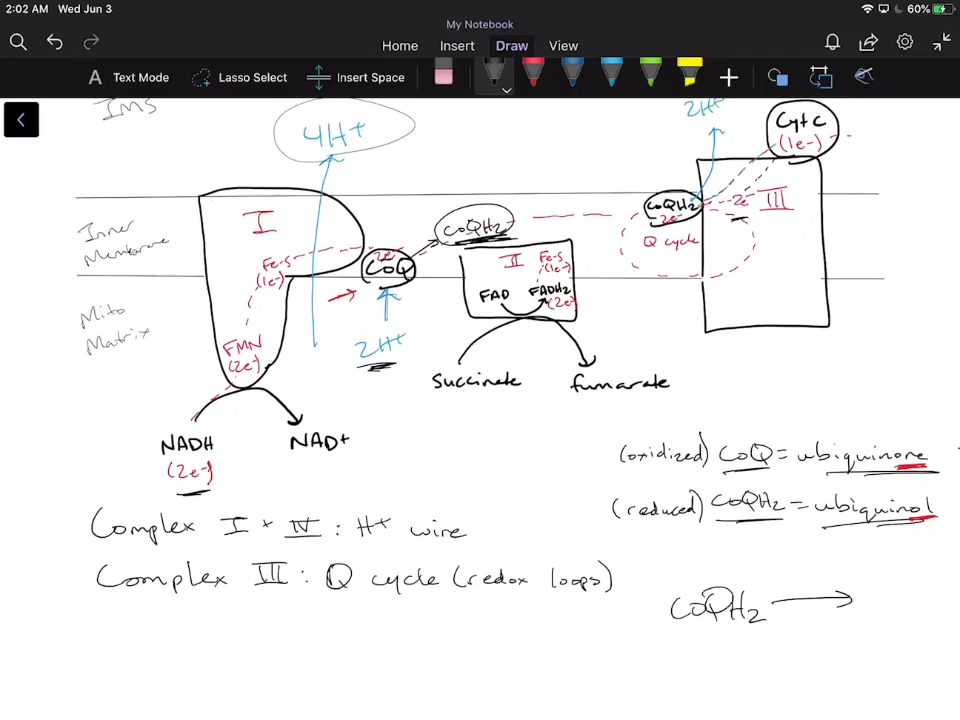 2:02 AM Wed Jun 3
60%
My Notebook
Home Insert Draw View
Text Mode Lasso Select Insert Space
IMS
4H+
2H+
Cyt C
(1e-)
Inner
Membrane
I
CoQH2
CoQH2
2e-
2e-
III
Q cycle
Fe-S
(1e-)
2e-
CoQ
II
Fe-S
(1e-)
FAD
FADH2
(2e-)
Mito
Matrix
FMN
(2e-)
2H+
Succinate
fumarate
NADH
NAD+
(2e-)
(oxidized) CoQ = ubiquinone
(reduced) CoQH2 = ubiquinol
Complex I + IV : H+ wire
Complex III : Q cycle (redox loops)
CoQH2 →